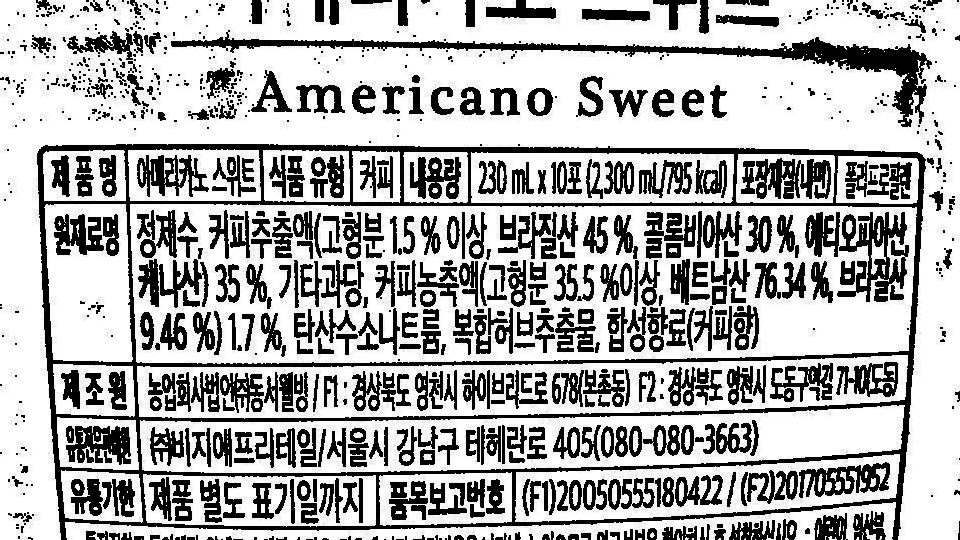 아메리카노 스위트
Americano Sweet
제 품 명 아메리카노 스위트 식품 유형 커피 내용량 230 mL x 10포 (2,300 mL/795 kcal) 포장재질(내면) 폴리프로필렌
원재료명 정제수, 커피추출액(고형분 1.5 % 이상, 브라질산 45 %, 콜롬비아산 30 %, 에티오피아산,
케냐산) 35 %, 기타과당, 커피농축액(고형분 35.5 %이상, 베트남산 76.34 %, 브라질산
9.46 %) 1.7 %, 탄산수소나트륨, 복합허브추출물, 합성향료(커피향)
제 조 원 농업회사법인㈜동서웰빙 / F1 : 경상북도 영천시 하이브리드로 678(본촌동) F2 : 경상북도 영천시 도동구역길 71-10(도동)
유통전문판매원 ㈜비지애프리테일/서울시 강남구 테헤란로 405(080-080-3663)
유통기한 제품 별도 표기일까지 품목보고번호 (F1)20050555180422 / (F2)201705551952